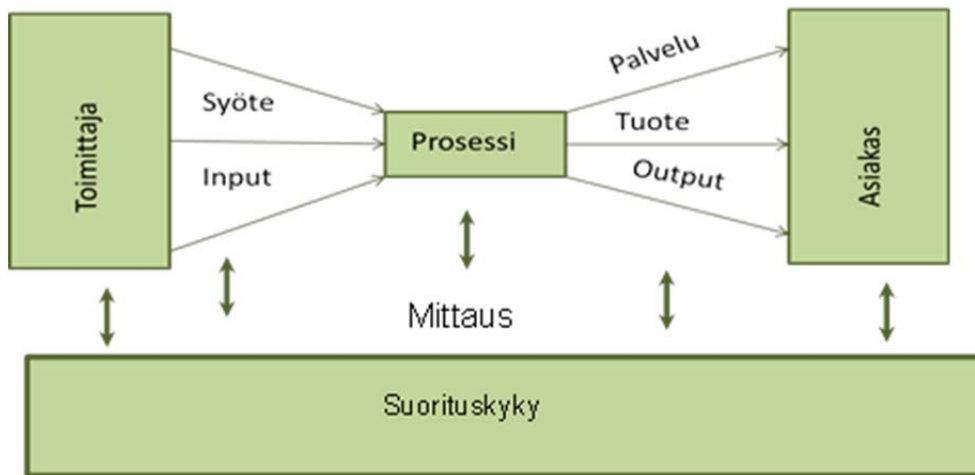 Toimittaja
Syöte
Input
Prosessi
Palvelu
Tuote
Output
Asiakas
Mittaus
Suorituskyky